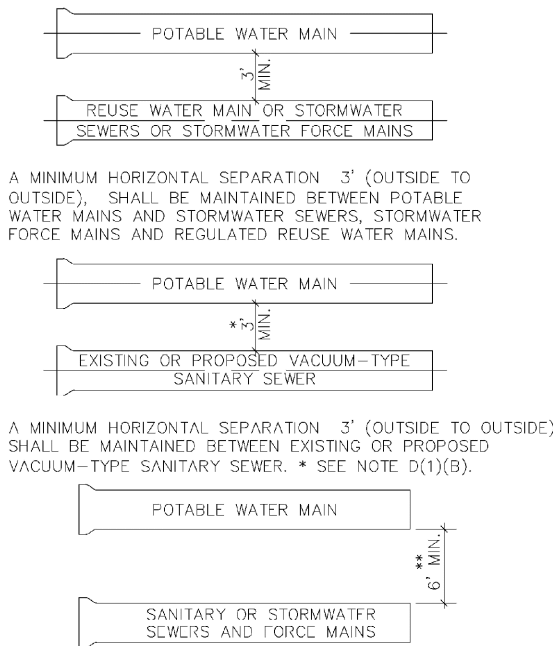 POTABLE WATER MAIN
3'
MIN.
REUSE WATER MAIN OR STORMWATER
SEWERS OR STORMWATER FORCE MAINS
A MINIMUM HORIZONTAL SEPARATION 3' (OUTSIDE TO
OUTSIDE), SHALL BE MAINTAINED BETWEEN POTABLE
WATER MAINS AND STORMWATER SEWERS, STORMWATER
FORCE MAINS AND REGULATED REUSE WATER MAINS.
POTABLE WATER MAIN
*
3'
MIN.
EXISTING OR PROPOSED VACUUM-TYPE
SANITARY SEWER
A MINIMUM HORIZONTAL SEPARATION 3' (OUTSIDE TO OUTSIDE)
SHALL BE MAINTAINED BETWEEN EXISTING OR PROPOSED
VACUUM-TYPE SANITARY SEWER. * SEE NOTE D(1)(B).
POTABLE WATER MAIN
**
6' MIN.
SANITARY OR STORMWATER
SEWERS AND FORCE MAINS